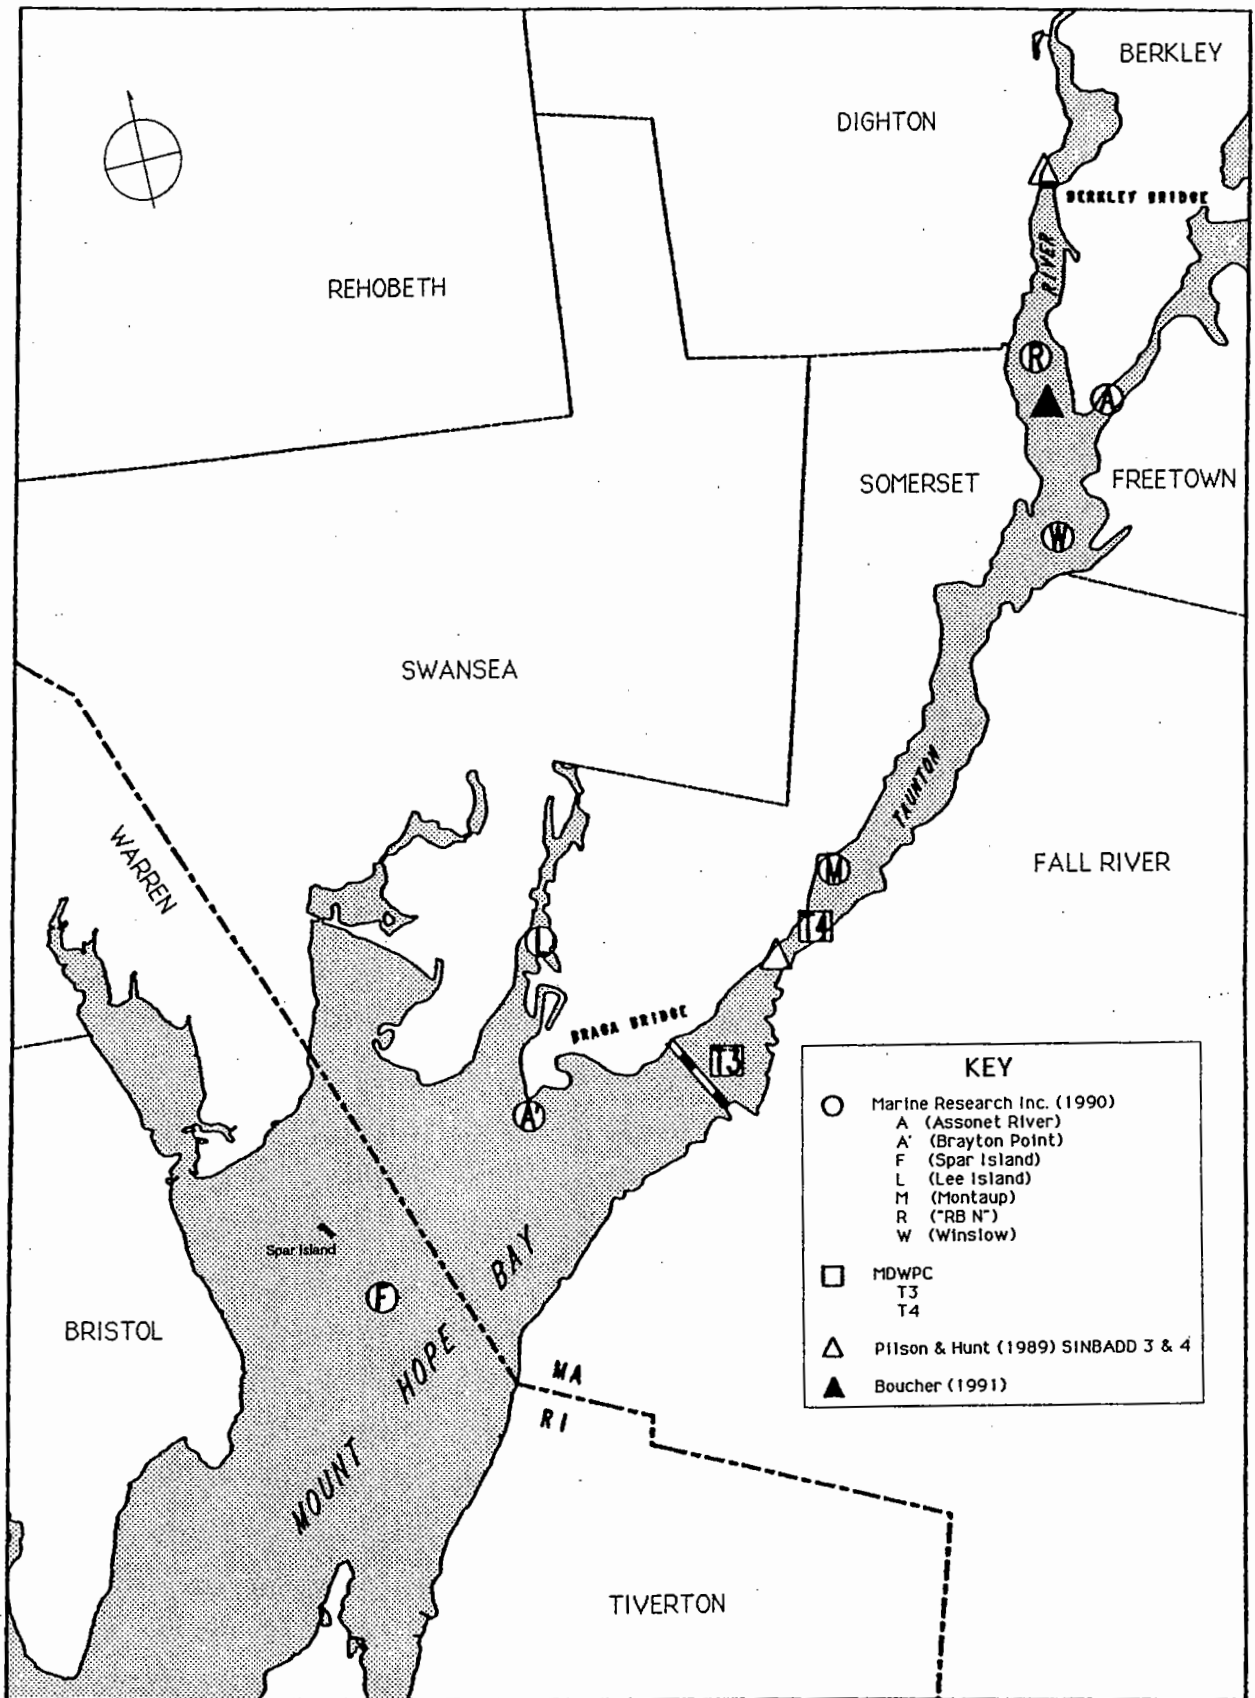 BERKLEY
DIGHTON
BERKLEY BRIDGE
RIVER
REHOBETH
R
A
SOMERSET
FREETOWN
W
SWANSEA
TAUNTON
WARREN
M
FALL RIVER
T4
L
BRAGA BRIDGE
T3
A'
Spar Island
F
BRISTOL
MOUNT HOPE BAY
MA
RI
TIVERTON
KEY
Marine Research Inc. (1990)
A (Assonet River)
A' (Brayton Point)
F (Spar Island)
L (Lee Island)
M (Montaup)
R ("RB N")
W (Winslow)
MDWPC
T3
T4
Pilson & Hunt (1989) SINBADD 3 & 4
Boucher (1991)